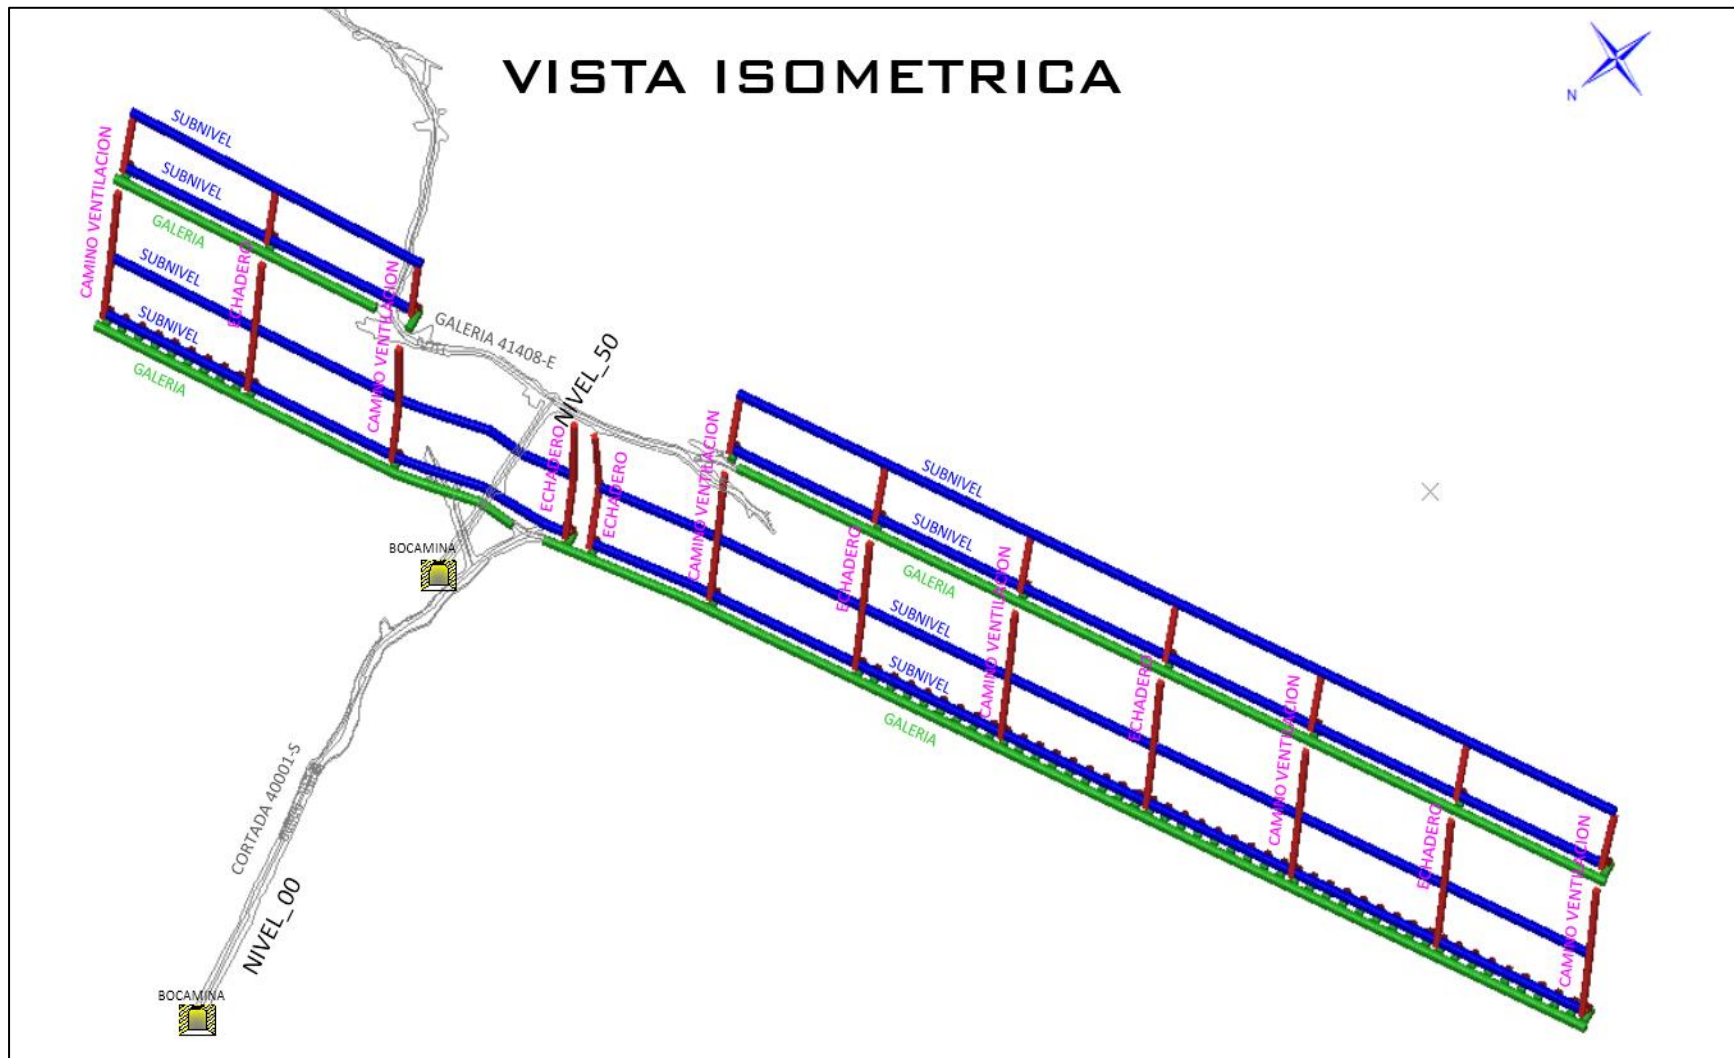 VISTA ISOMETRICA
N
SUBNIVEL
SUBNIVEL
CAMINO VENTILACION
GALERIA
SUBNIVEL
ECHADERO
CAMINO VENTILACION
SUBNIVEL
GALERIA
GALERIA 41408-E
NIVEL_50
ECHADERO
ECHADERO
CAMINO VENTILACION
SUBNIVEL
SUBNIVEL
ECHADERO
GALERIA
CAMINO VENTILACION
SUBNIVEL
SUBNIVEL
GALERIA
ECHADERO
CAMINO VENTILACION
ECHADERO
CAMINO VENTILACION
BOCAMINA
CORTADA 40001-S
NIVEL_00
BOCAMINA